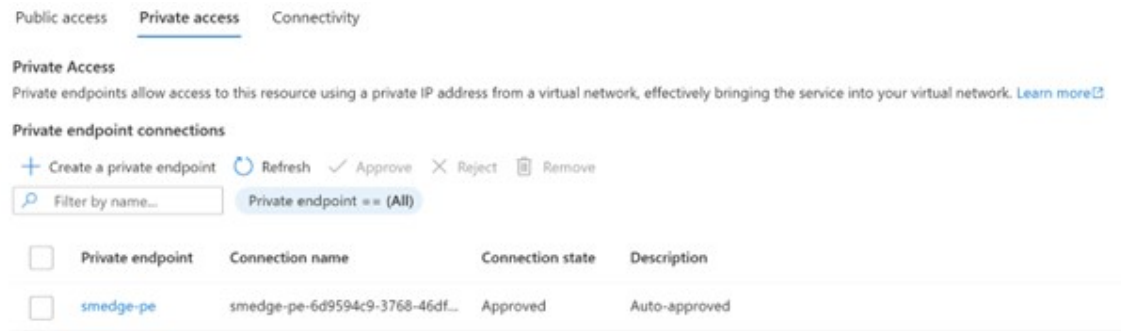 Public access Private access Connectivity
Private Access
Private endpoints allow access to this resource using a private IP address from a virtual network, effectively bringing the service into your virtual network. Learn more
Private endpoint connections
Create a private endpoint Refresh Approve Reject Remove
Filter by name... Private endpoint == (All)
Private endpoint Connection name Connection state Description
smedge-pe smedge-pe-6d9594c9-3768-46df... Approved Auto-approved